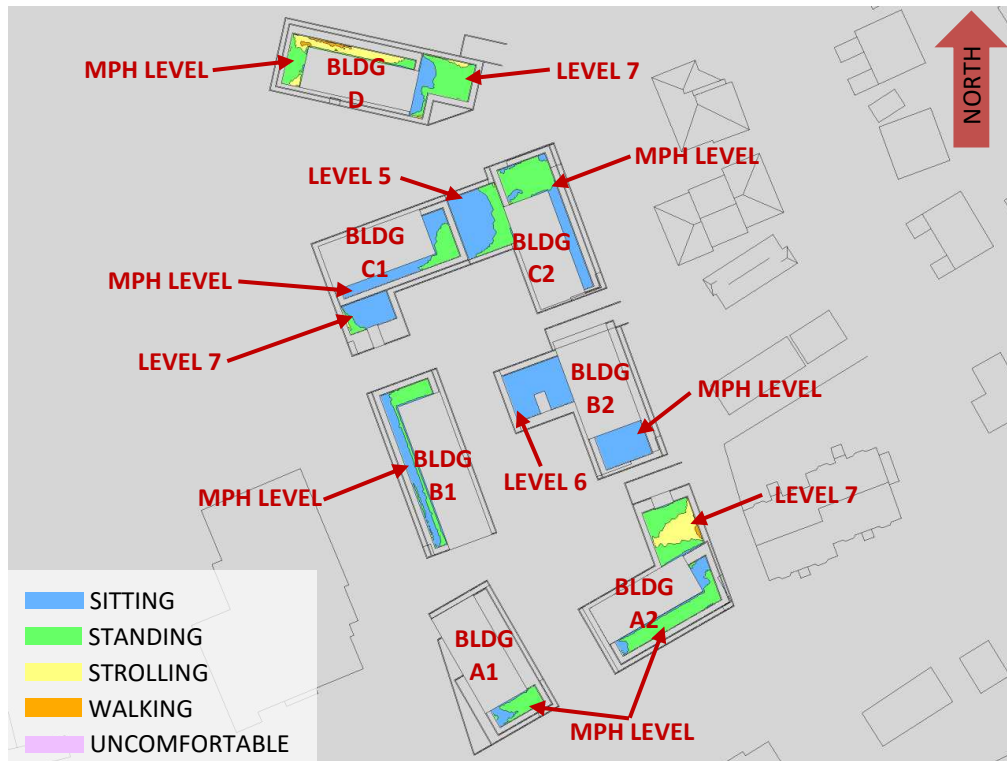 NORTH
MPH LEVEL
BLDG
D
LEVEL 7
LEVEL 5
MPH LEVEL
BLDG
C1
BLDG
C2
MPH LEVEL
LEVEL 7
BLDG
B2
MPH LEVEL
BLDG
B1
MPH LEVEL
LEVEL 6
LEVEL 7
BLDG
A2
BLDG
A1
MPH LEVEL
SITTING
STANDING
STROLLING
WALKING
UNCOMFORTABLE